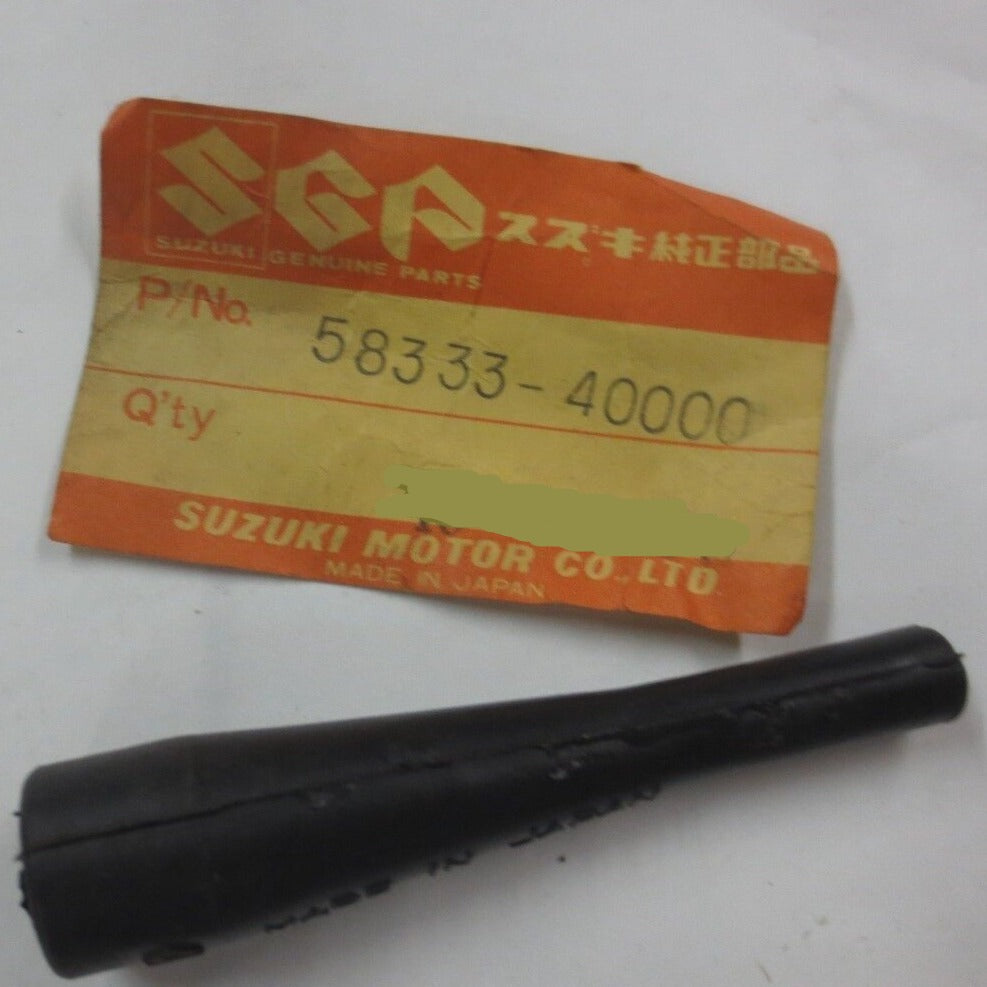 SGP スズキ純正部品
SUZUKI GENUINE PARTS
P/No. 58333-40000
Q'ty
SUZUKI MOTOR CO., LTD.
MADE IN JAPAN